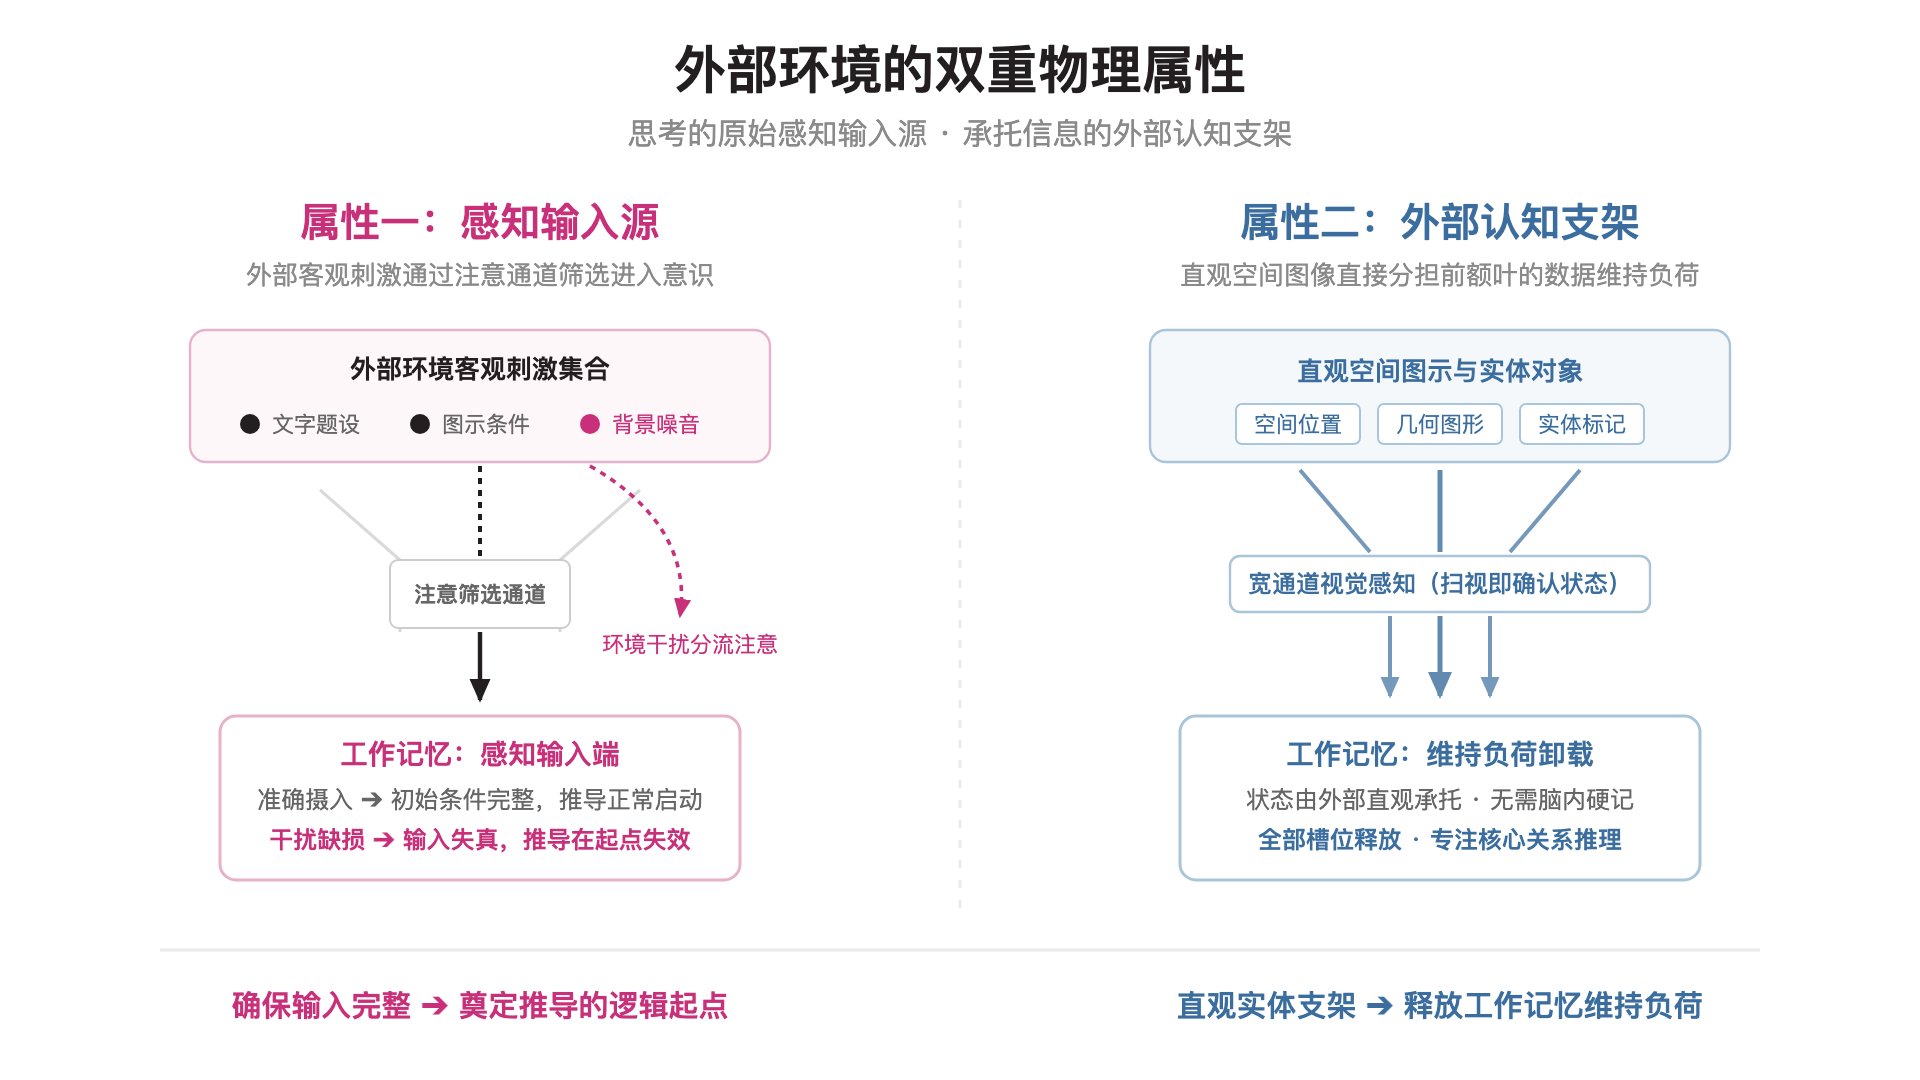 外部环境的双重物理属性
思考的原始感知输入源 · 承托信息的外部认知支架
属性一：感知输入源
外部客观刺激通过注意通道筛选进入意识
外部环境客观刺激集合
文字题设
图示条件
背景噪音
注意筛选通道
环境干扰分流注意
工作记忆：感知输入端
准确摄入 ➔ 初始条件完整，推导正常启动
干扰缺损 ➔ 输入失真，推导在起点失效
确保输入完整 ➔ 奠定推导的逻辑起点
属性二：外部认知支架
直观空间图像直接分担前额叶的数据维持负荷
直观空间图示与实体对象
空间位置
几何图形
实体标记
宽通道视觉感知（扫视即确认状态）
工作记忆：维持负荷卸载
状态由外部直观承托 · 无需脑内硬记
全部槽位释放 · 专注核心关系推理
直观实体支架 ➔ 释放工作记忆维持负荷